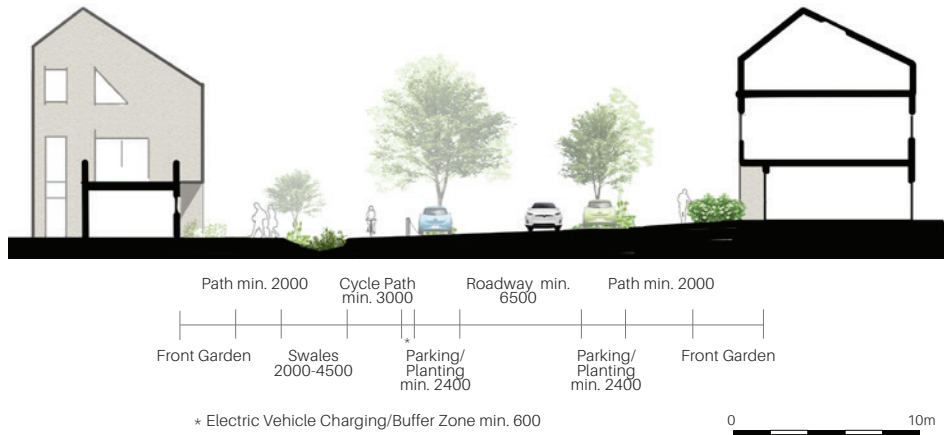 Path min. 2000
Cycle Path
min. 3000
Roadway min.
6500
Path min. 2000
*
Front Garden
Swales
2000-4500
Parking/
Planting
min. 2400
Parking/
Planting
min. 2400
Front Garden
* Electric Vehicle Charging/Buffer Zone min. 600
0 10m